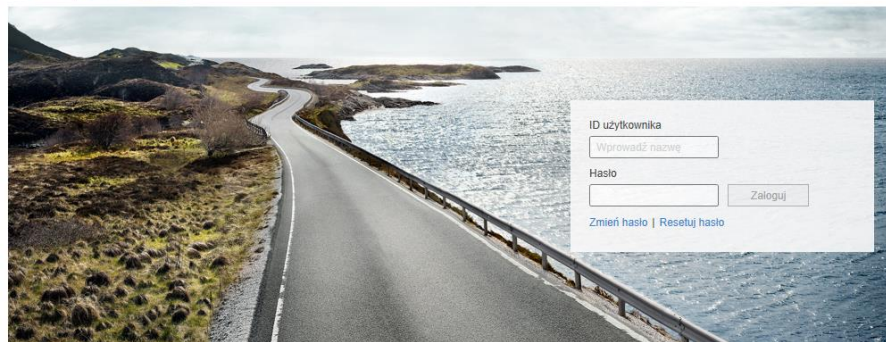 ID użytkownika
Wprowadź nazwę
Hasło
Zaloguj
Zmień hasło | Resetuj hasło